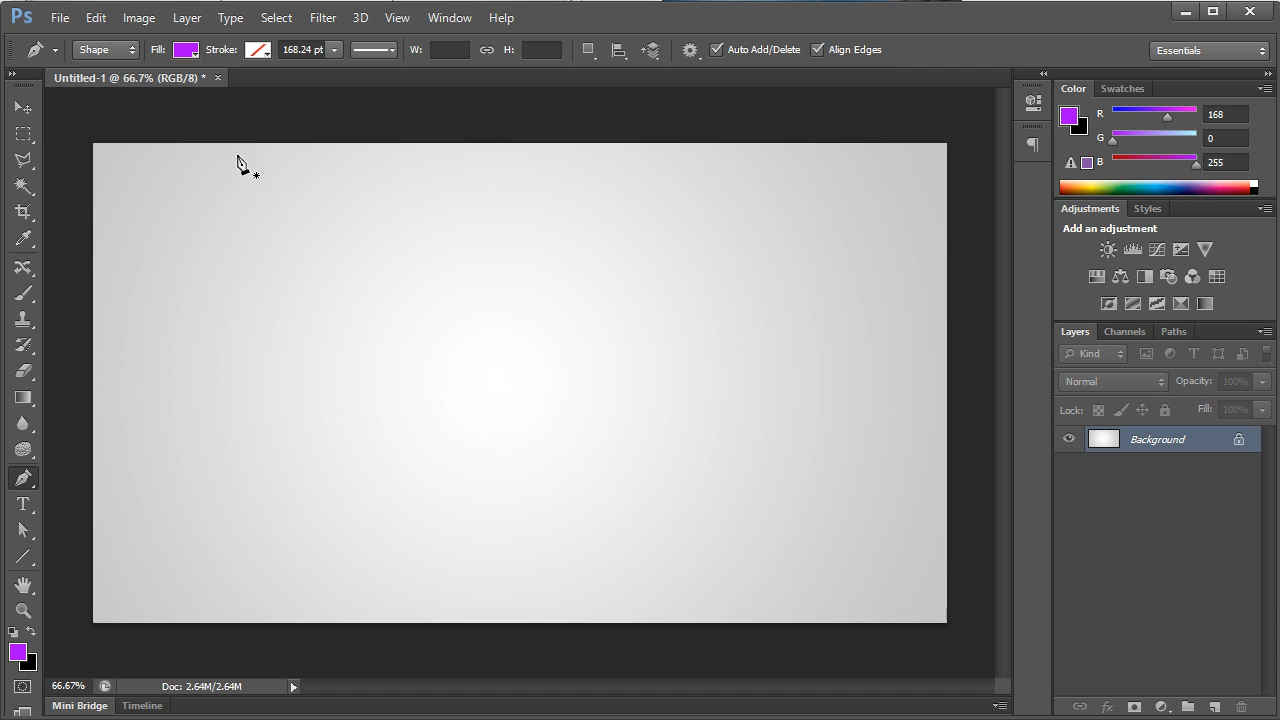 Ps File Edit Image Layer Type Select Filter 3D View Window Help
Shape Fill: Stroke: 168.24 pt W: H: Auto Add/Delete Align Edges Essentials
Untitled-1 @ 66.7% (RGB/8) * ×
Color Swatches
R 168
G 0
B 255
Adjustments Styles
Add an adjustment
Layers Channels Paths
Kind
Normal Opacity: 100%
Lock: Fill: 100%
Background
66.67% Doc: 2.64M/2.64M
Mini Bridge Timeline